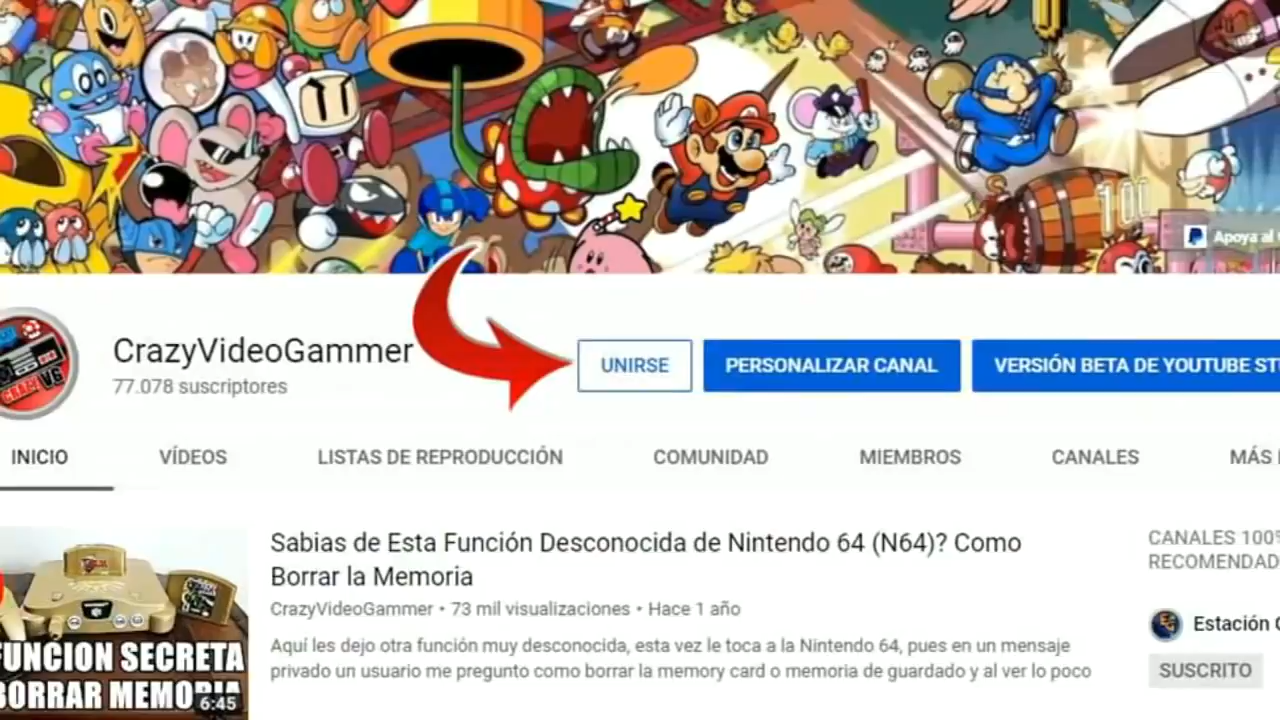 100
Apoya al
CRAZY VG
CrazyVideoGammer
77.078 suscriptores
UNIRSE
PERSONALIZAR CANAL
VERSIÓN BETA DE YOUTUBE ST
INICIO
VÍDEOS
LISTAS DE REPRODUCCIÓN
COMUNIDAD
MIEMBROS
CANALES
MÁS
Sabias de Esta Función Desconocida de Nintendo 64 (N64)? Como
Borrar la Memoria
CrazyVideoGammer • 73 mil visualizaciones • Hace 1 año
Aquí les dejo otra función muy desconocida, esta vez le toca a la Nintendo 64, pues en un mensaje
privado un usuario me pregunto como borrar la memory card o memoria de guardado y al ver lo poco
FUNCION SECRETA
BORRAR MEMORIA
6:45
CANALES 100%
RECOMENDAD
Estación
SUSCRITO